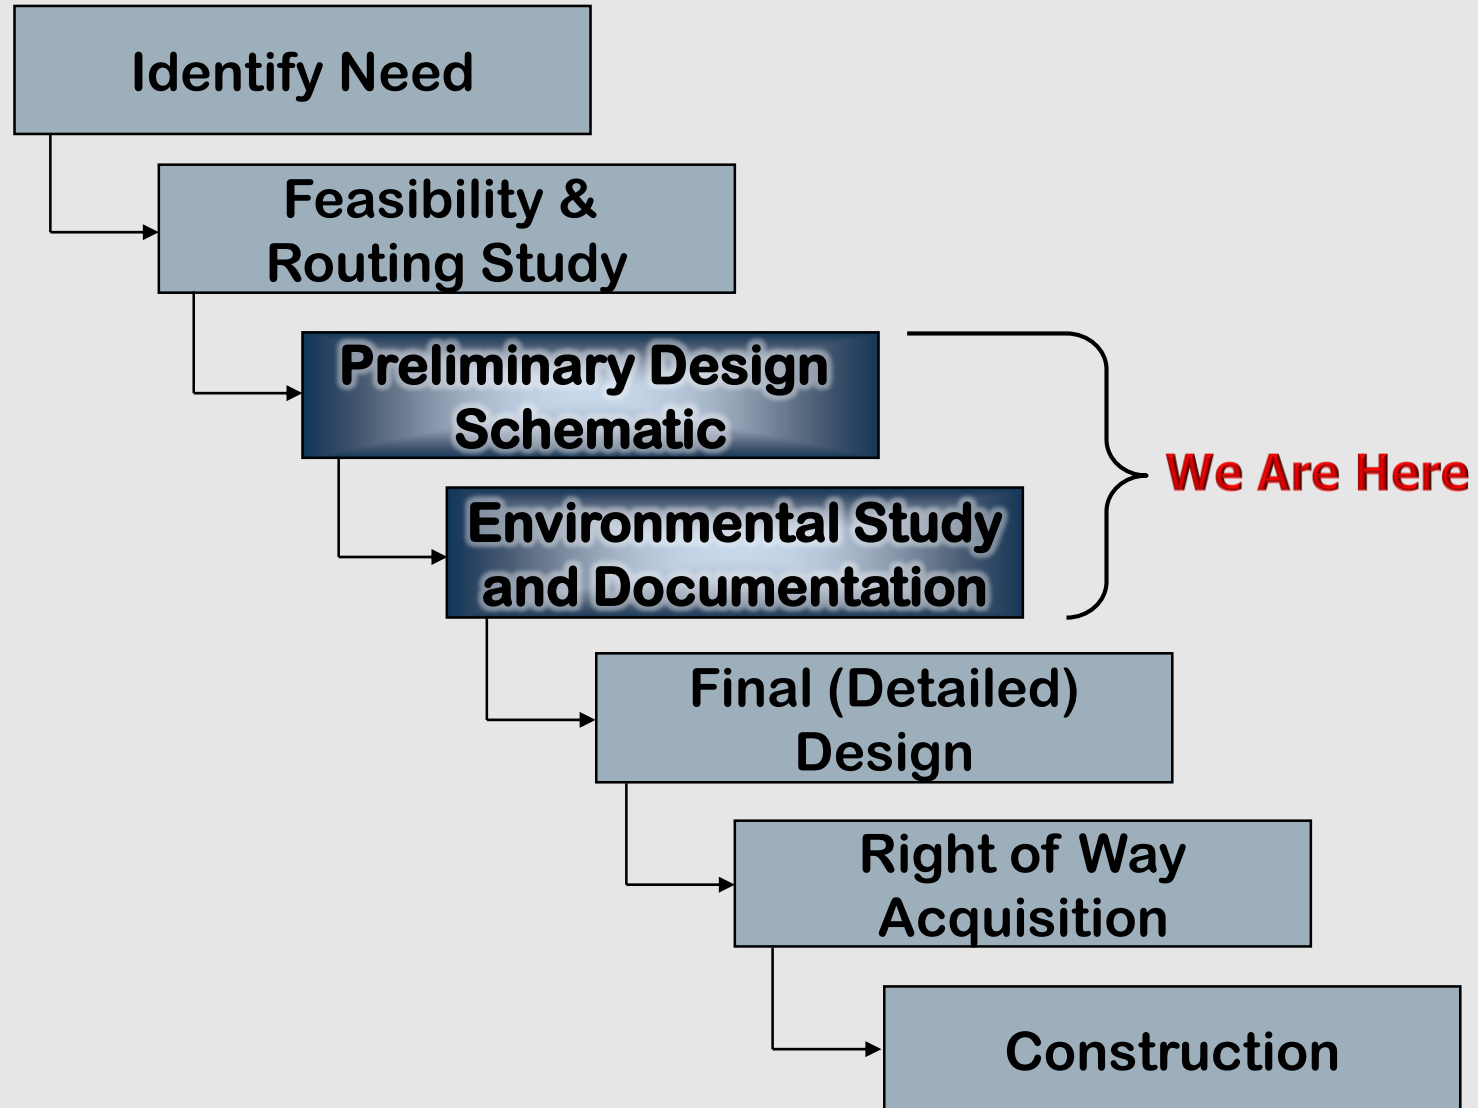 Identify Need
Feasibility &
Routing Study
Preliminary Design
Schematic
We Are Here
Environmental Study
and Documentation
Final (Detailed)
Design
Right of Way
Acquisition
Construction